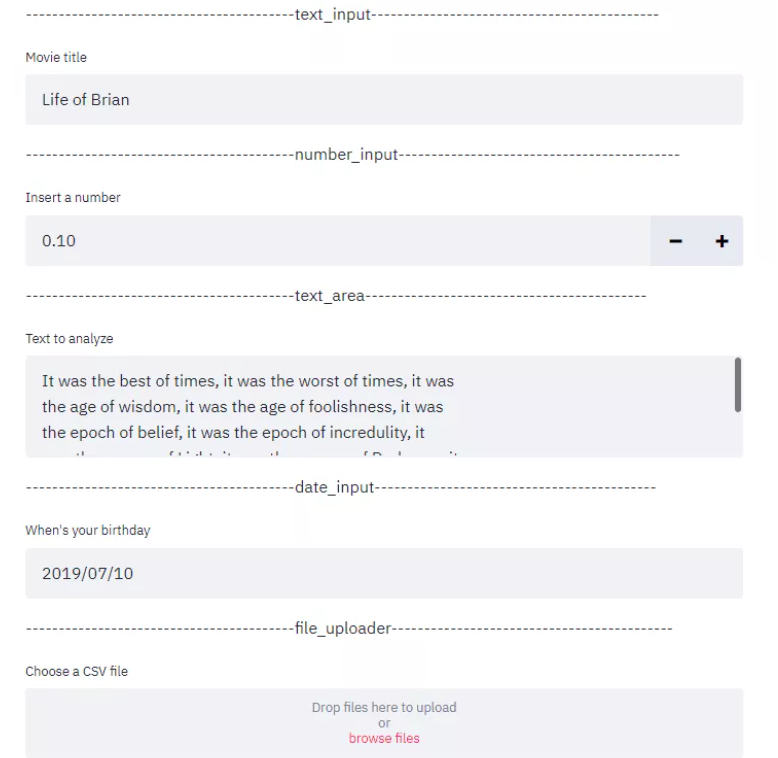 -----------------------------------------text_input--------------------------------------------
Movie title
Life of Brian
-----------------------------------------number_input-------------------------------------------
Insert a number
0.10
− +
-----------------------------------------text_area-------------------------------------------
Text to analyze
It was the best of times, it was the worst of times, it was
the age of wisdom, it was the age of foolishness, it was
the epoch of belief, it was the epoch of incredulity, it
-----------------------------------------date_input-------------------------------------------
When's your birthday
2019/07/10
-----------------------------------------file_uploader-------------------------------------------
Choose a CSV file
Drop files here to upload
or
browse files